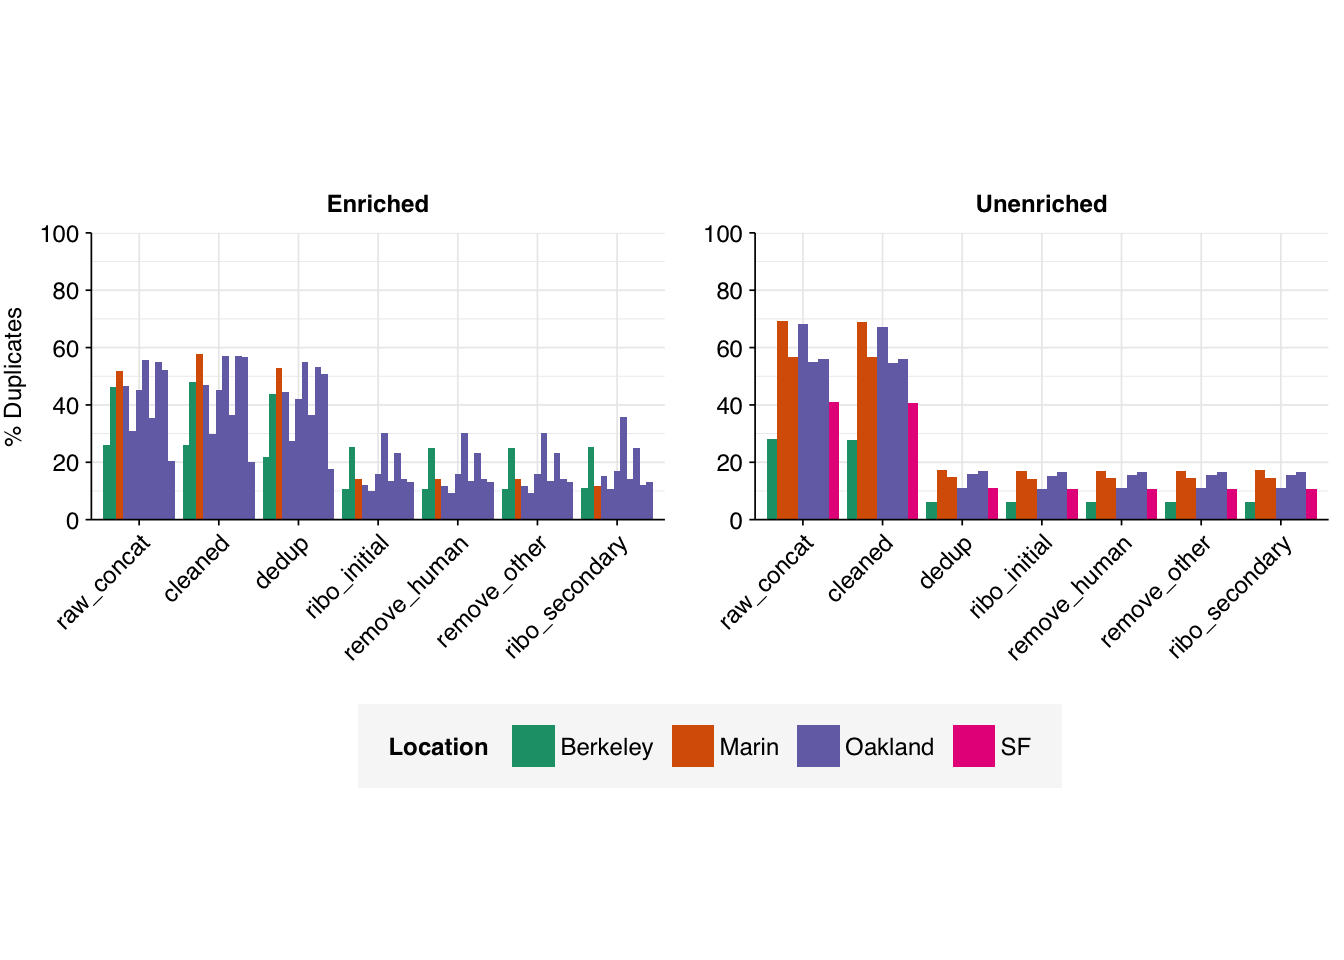 Enriched
Unenriched
% Duplicates
100
80
60
40
20
0
raw_concat
cleaned
dedup
ribo_initial
remove_human
remove_other
ribo_secondary
100
80
60
40
20
0
raw_concat
cleaned
dedup
ribo_initial
remove_human
remove_other
ribo_secondary
Location Berkeley Marin Oakland SF